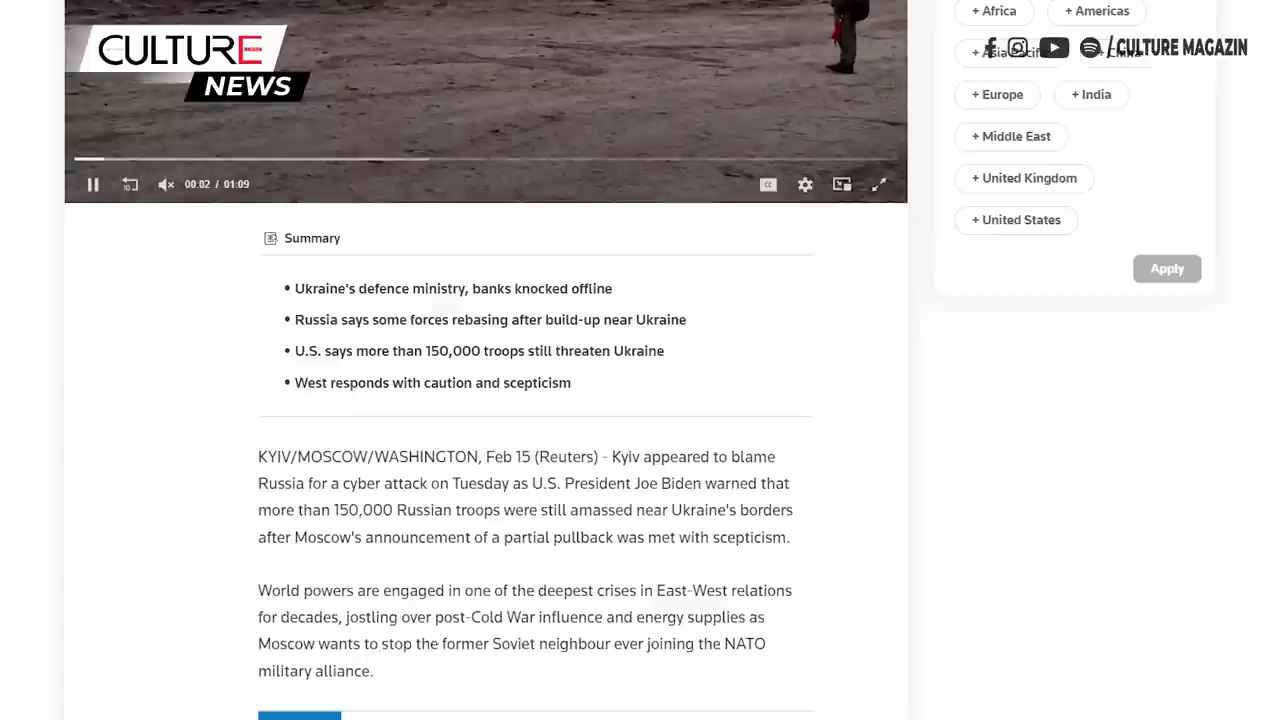 + Africa
+ Americas
CULTURE
NEWS
+ Asia Pacific
+ China
/ CULTURE MAGAZIN
+ Europe
+ India
+ Middle East
+ United Kingdom
+ United States
Apply
10
00:02 / 01:09
CC
Summary
• Ukraine's defence ministry, banks knocked offline
• Russia says some forces rebasing after build-up near Ukraine
• U.S. says more than 150,000 troops still threaten Ukraine
• West responds with caution and scepticism
KYIV/MOSCOW/WASHINGTON, Feb 15 (Reuters) - Kyiv appeared to blame
Russia for a cyber attack on Tuesday as U.S. President Joe Biden warned that
more than 150,000 Russian troops were still amassed near Ukraine's borders
after Moscow's announcement of a partial pullback was met with scepticism.
World powers are engaged in one of the deepest crises in East-West relations
for decades, jostling over post-Cold War influence and energy supplies as
Moscow wants to stop the former Soviet neighbour ever joining the NATO
military alliance.